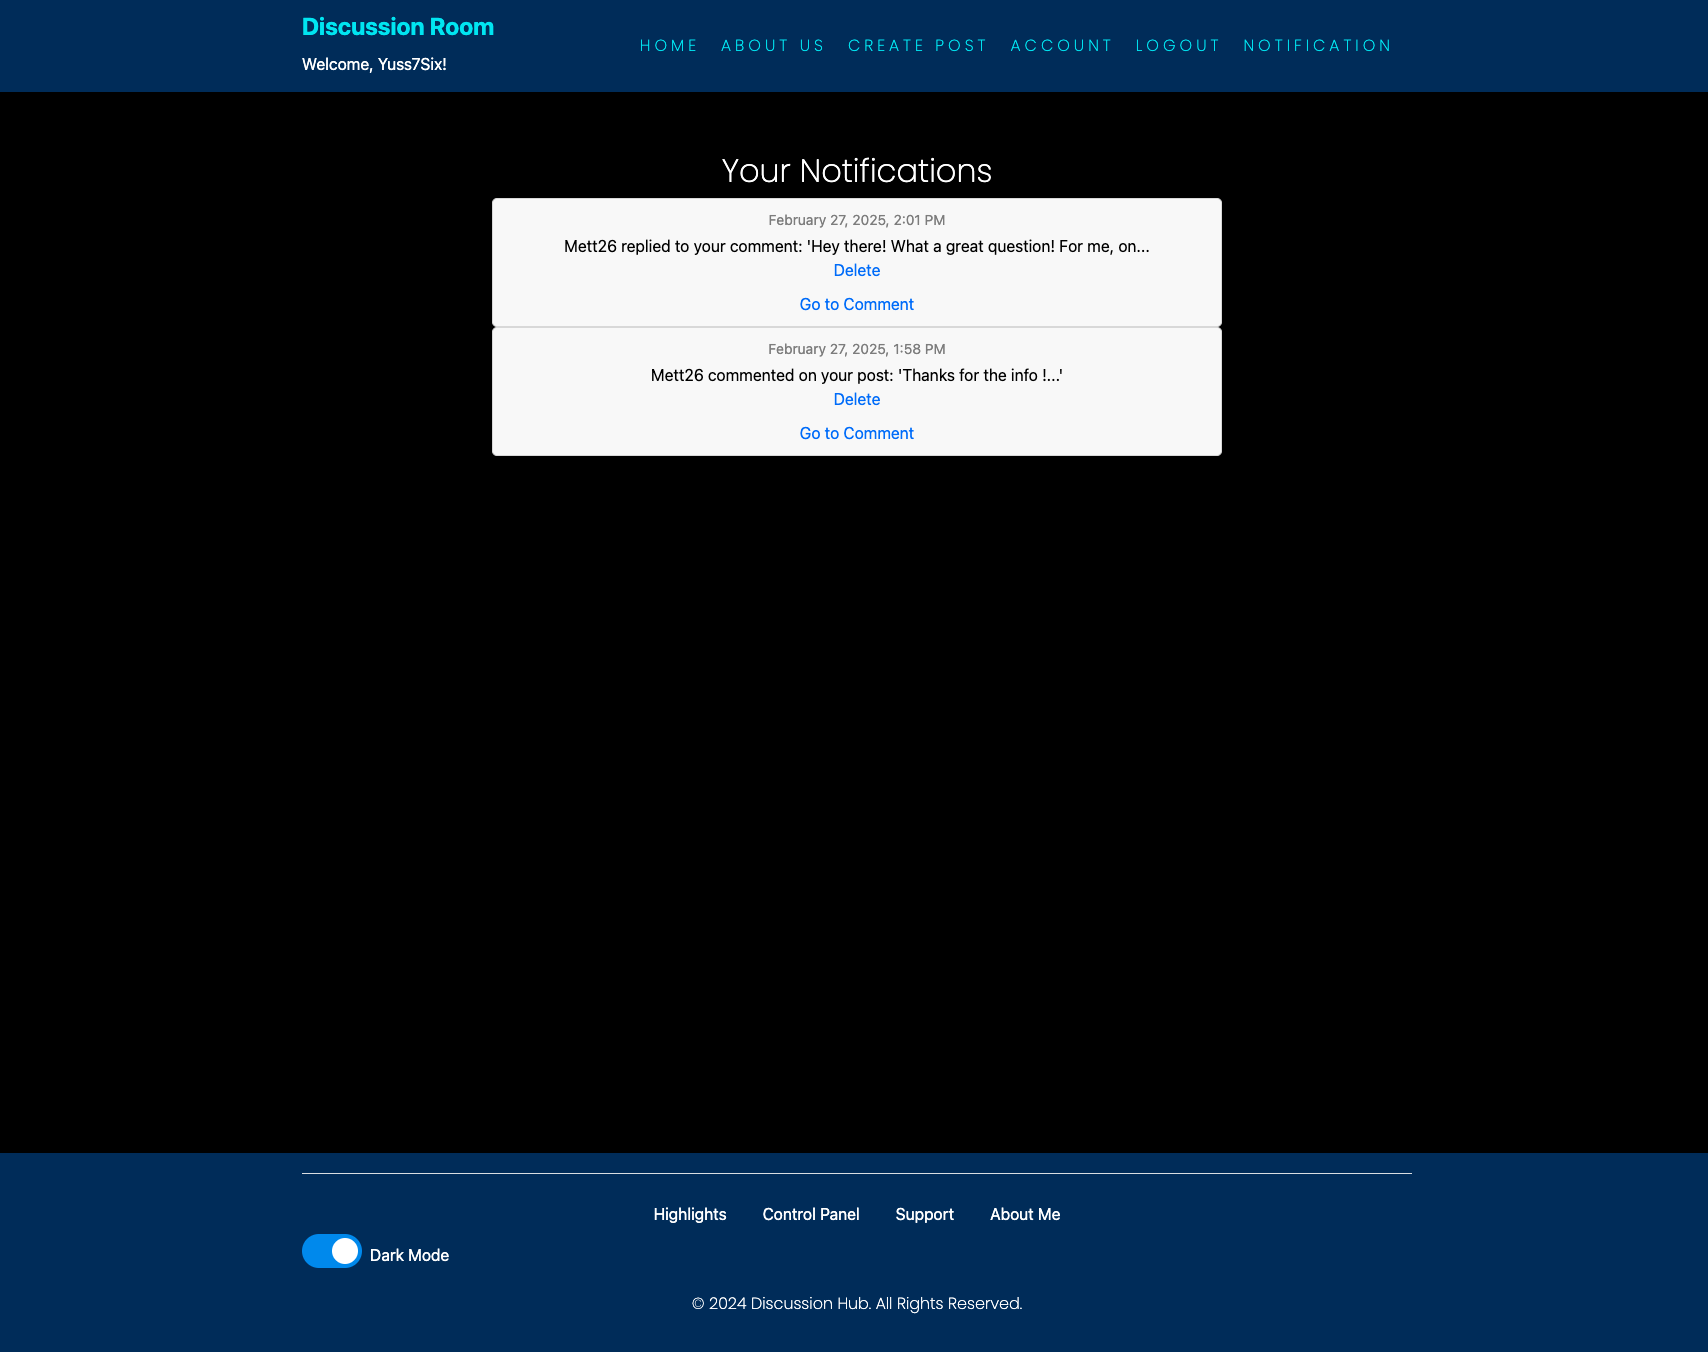 Discussion Room
Welcome, Yuss7Six!
HOME ABOUT US CREATE POST ACCOUNT LOGOUT NOTIFICATION
Your Notifications
February 27, 2025, 2:01 PM
Mett26 replied to your comment: 'Hey there! What a great question! For me, on...
Delete
Go to Comment
February 27, 2025, 1:58 PM
Mett26 commented on your post: 'Thanks for the info !...'
Delete
Go to Comment
Highlights Control Panel Support About Me
Dark Mode
© 2024 Discussion Hub. All Rights Reserved.